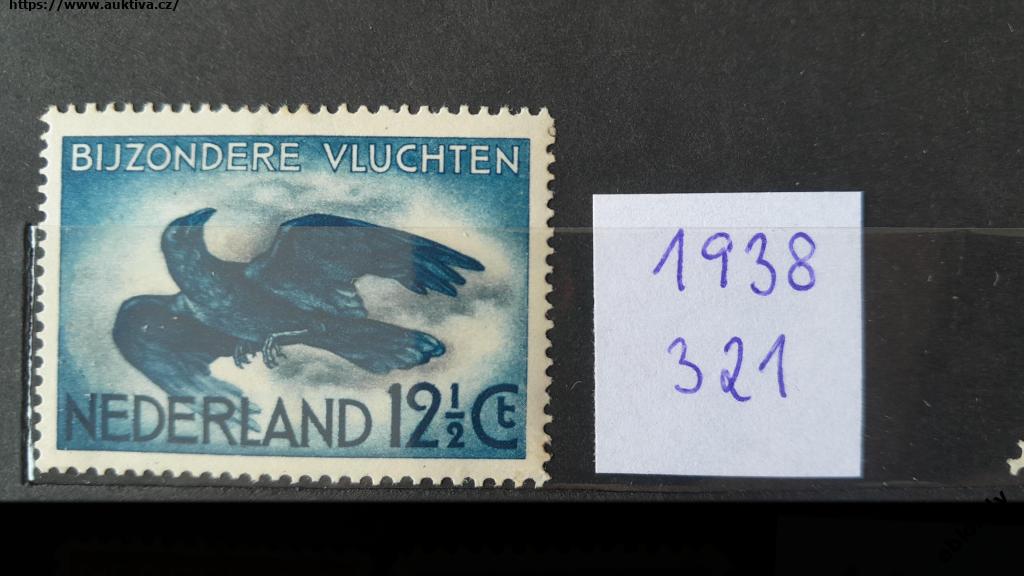 https://www.auktiva.cz/
BIJZONDERE VLUCHTEN
NEDERLAND 12½ Ct
1938
321